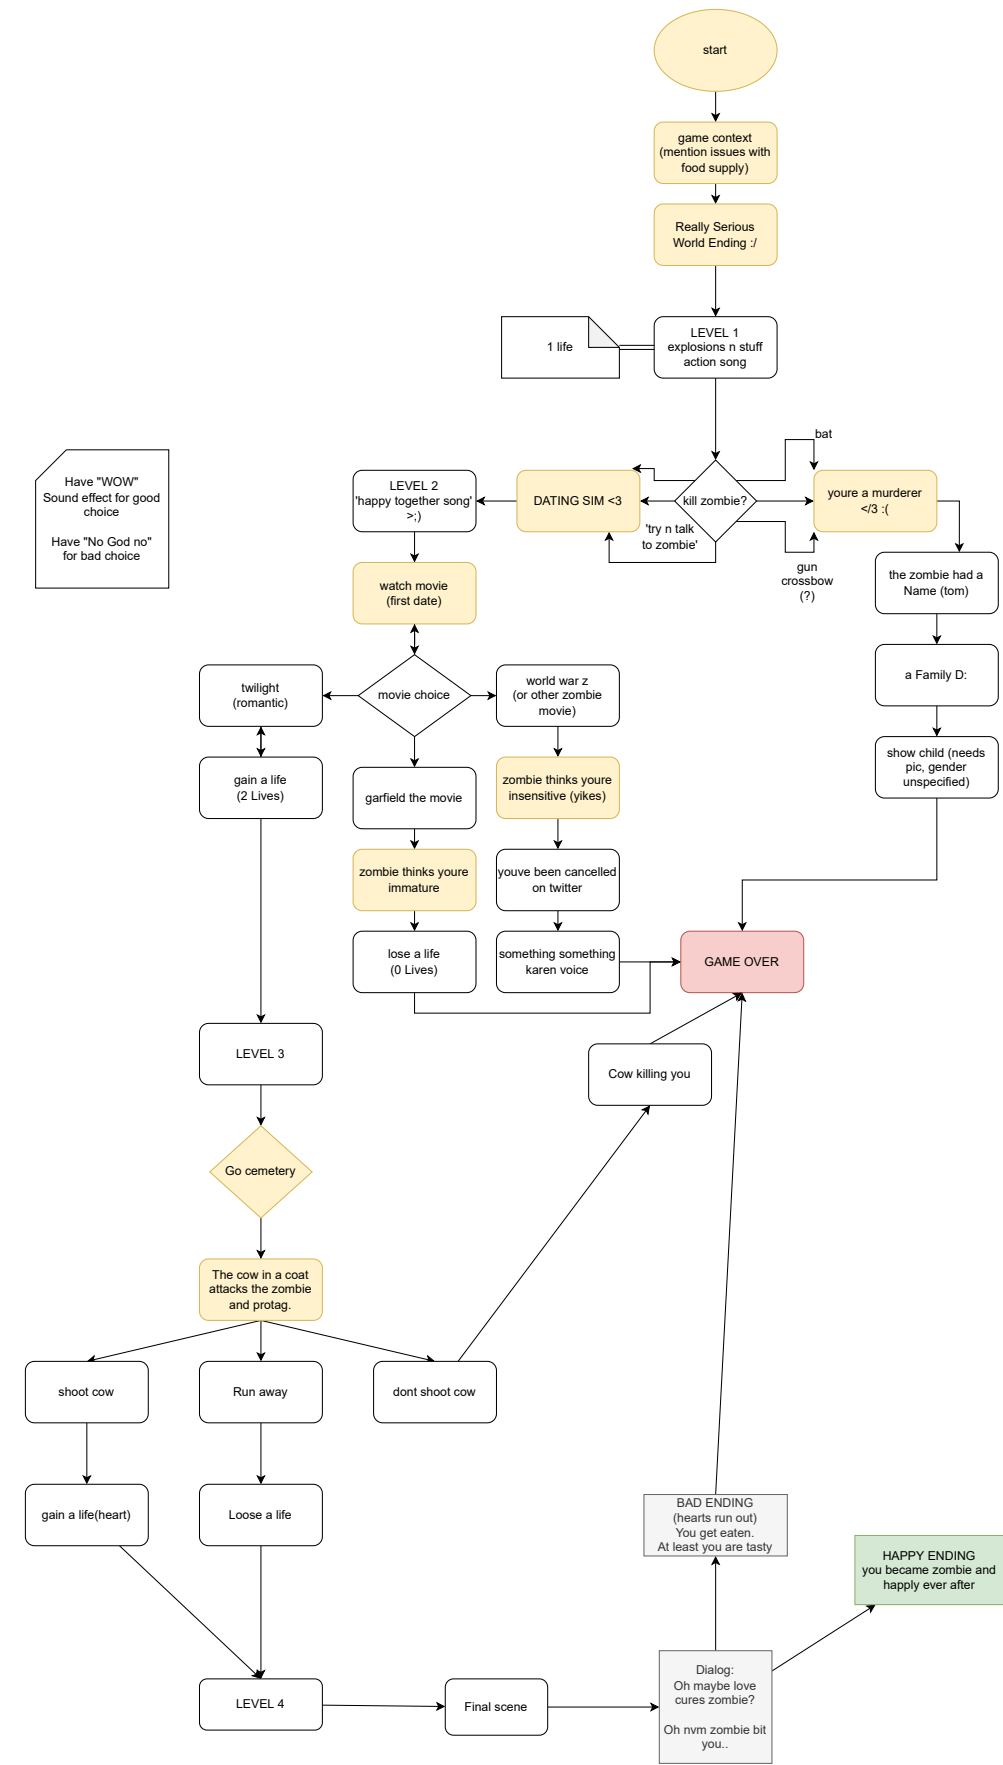 start
game context
(mention issues with
food supply)
Really Serious
World Ending :/
1 life
LEVEL 1
explosions n stuff
action song
bat
Have "WOW"
Sound effect for good
choice
Have "No God no"
for bad choice
LEVEL 2
'happy together song'
>;)
DATING SIM <3
kill zombie?
youre a murderer
</3 :(
'try n talk
to zombie'
gun
crossbow
(?)
the zombie had a
Name (tom)
watch movie
(first date)
a Family D:
twilight
(romantic)
movie choice
world war z
(or other zombie
movie)
show child (needs
pic, gender
unspecified)
gain a life
(2 Lives)
garfield the movie
zombie thinks youre
insensitive (yikes)
zombie thinks youre
immature
youve been cancelled
on twitter
lose a life
(0 Lives)
something something
karen voice
GAME OVER
LEVEL 3
Cow killing you
Go cemetery
The cow in a coat
attacks the zombie
and protag.
shoot cow
Run away
dont shoot cow
gain a life(heart)
Loose a life
BAD ENDING
(hearts run out)
You get eaten.
At least you are tasty
HAPPY ENDING
you became zombie and
happly ever after
LEVEL 4
Final scene
Dialog:
Oh maybe love
cures zombie?
Oh nvm zombie bit
you..